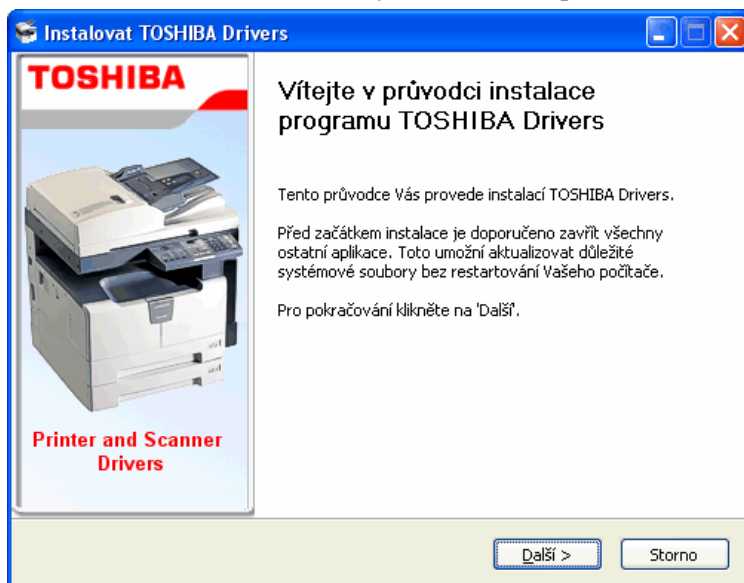 Instalovat TOSHIBA Drivers
TOSHIBA
Printer and Scanner
Drivers
Vítejte v průvodci instalace
programu TOSHIBA Drivers
Tento průvodce Vás provede instalací TOSHIBA Drivers.
Před začátkem instalace je doporučeno zavřít všechny
ostatní aplikace. Toto umožní aktualizovat důležité
systémové soubory bez restartování Vašeho počítače.
Pro pokračování klikněte na 'Další'.
Další >
Storno